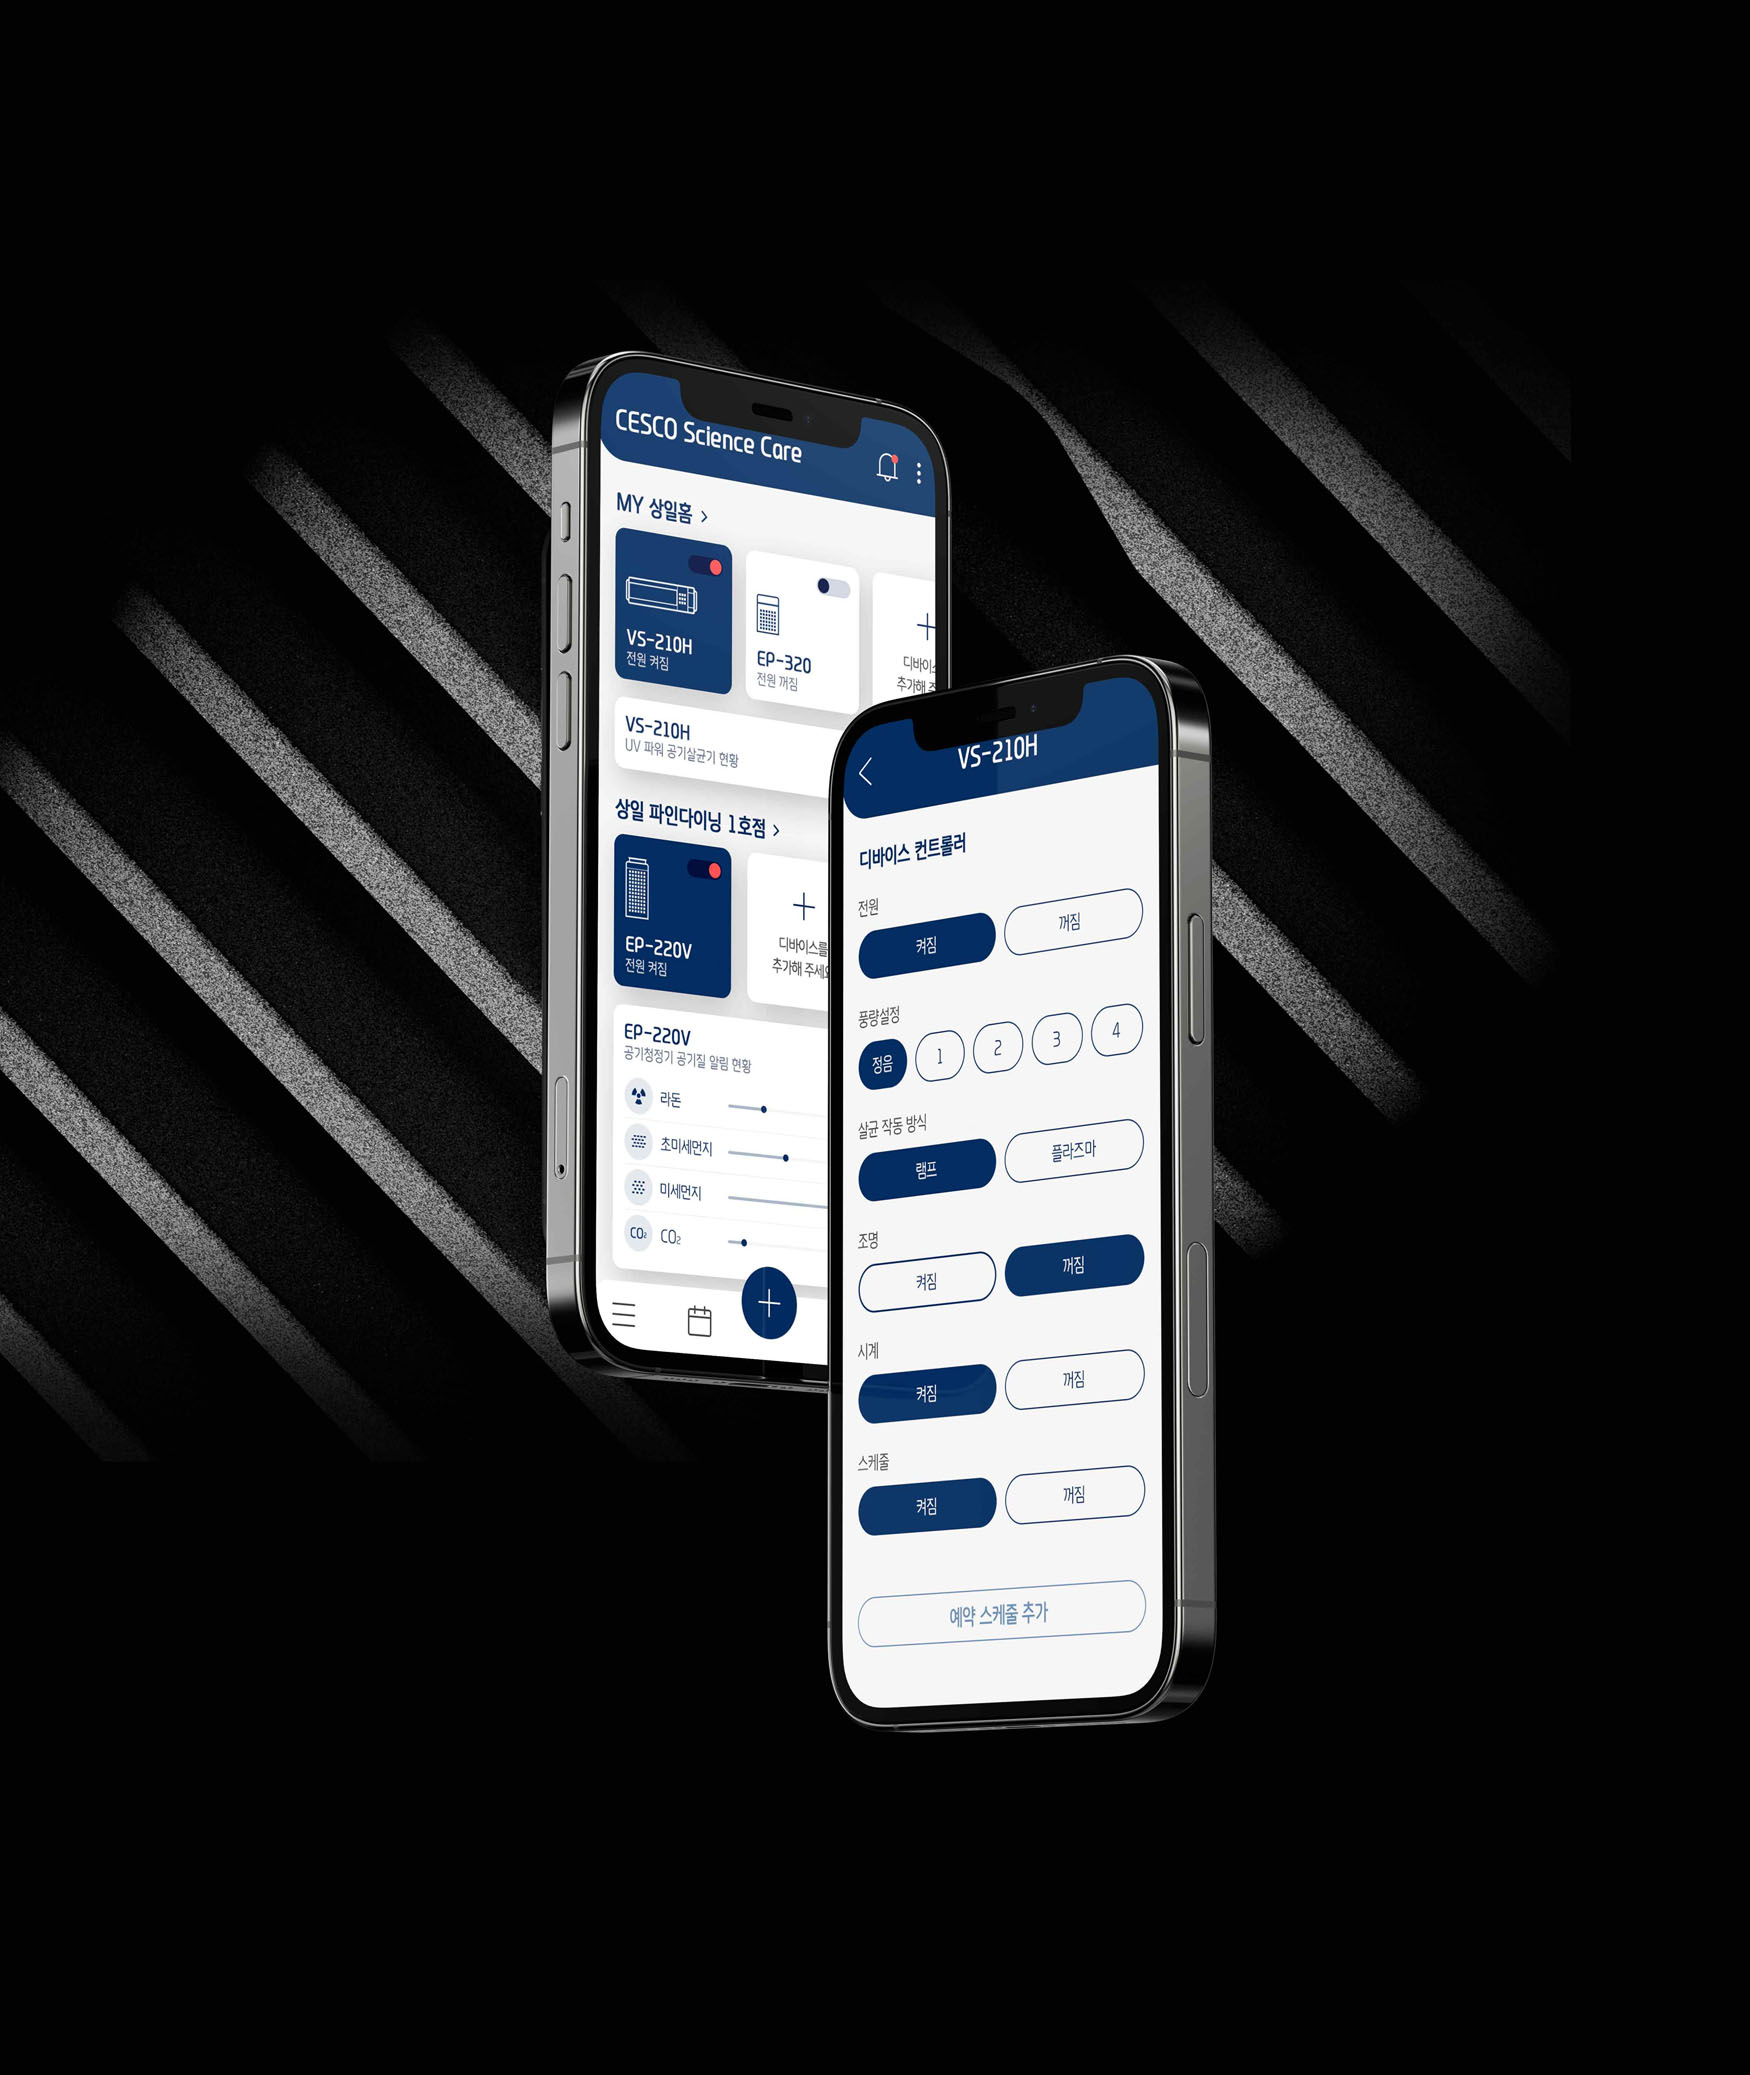 CESCO Science Care
MY 상일홈 >
VS-210H
전원 켜짐
EP-320
전원 꺼짐
디바이
추가해
VS-210H
UV 파워 공기살균기 현황
상일 파인다이닝 1호점 >
EP-220V
전원 켜짐
디바이스를
추가해 주세요
EP-220V
공기청정기 공기질 알림 현황
라돈
초미세먼지
미세먼지
CO₂ CO₂
VS-210H
디바이스 컨트롤러
전원
켜짐 꺼짐
풍량설정
정음 1 2 3 4
살균 작동 방식
램프 플라즈마
조명
켜짐 꺼짐
시계
켜짐 꺼짐
스케줄
켜짐 꺼짐
예약 스케줄 추가